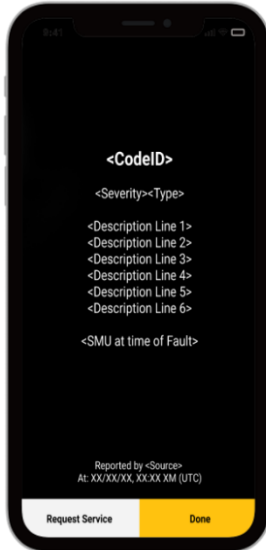 9:41
<CodeID>
<Severity><Type>
<Description Line 1>
<Description Line 2>
<Description Line 3>
<Description Line 4>
<Description Line 5>
<Description Line 6>
<SMU at time of Fault>
Reported by <Source>
At: XX/XX/XX, XX:XX XM (UTC)
Request Service
Done